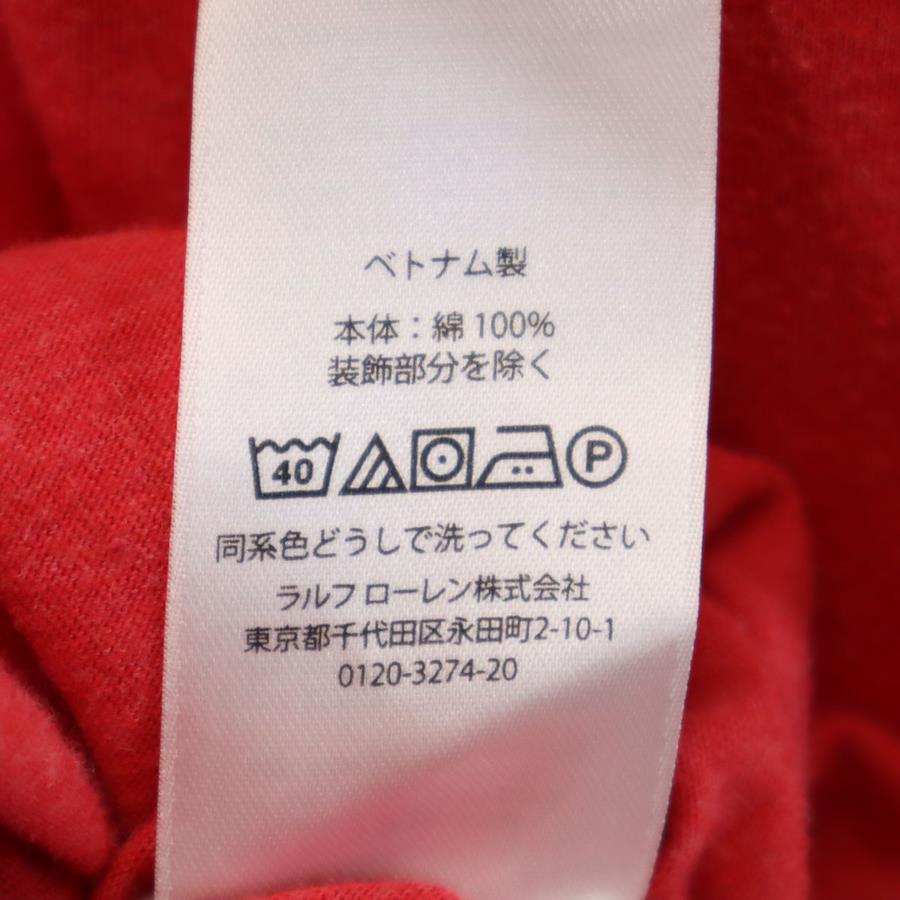 ベトナム製
本体：綿 100%
装飾部分を除く
40 P
同系色どうしで洗ってください
ラルフ ローレン株式会社
東京都千代田区永田町2-10-1
0120-3274-20